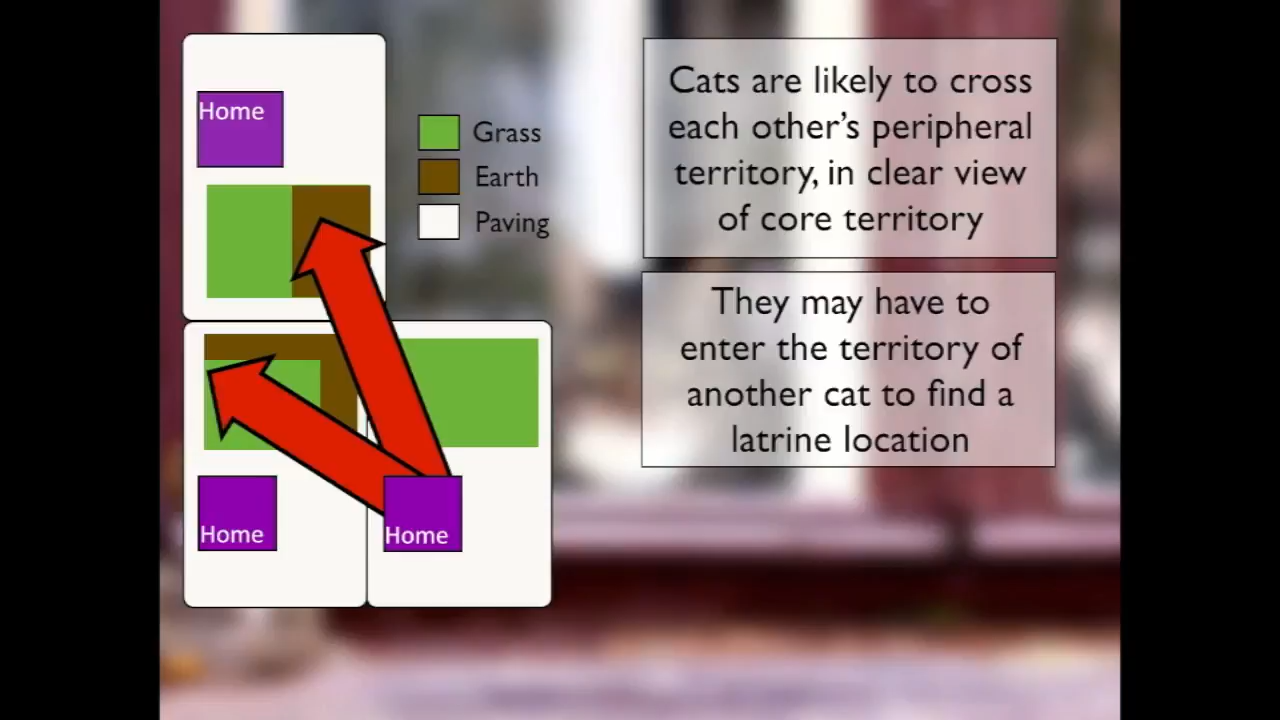 Home
Grass
Earth
Paving
Home
Home
Cats are likely to cross
each other's peripheral
territory, in clear view
of core territory
They may have to
enter the territory of
another cat to find a
latrine location